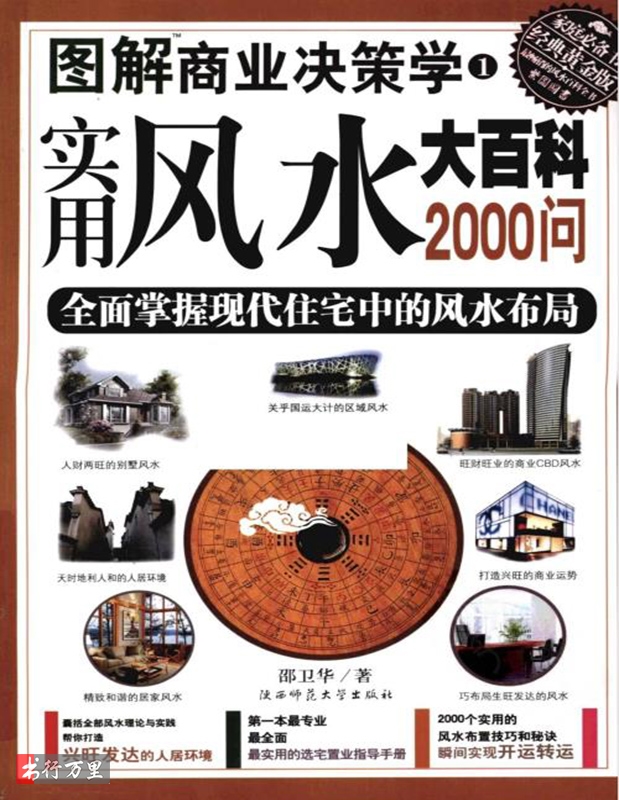 图解™商业决策学❶
家庭必备
经典黄金版
紫图图书
实用风水大百科
2000问
全面掌握现代住宅中的风水布局
关乎国运大计的区域风水
人财两旺的别墅风水
旺财旺业的商业CBD风水
CHANE
天时地利人和的人居环境
打造兴旺的商业运势
精致和谐的居家风水
巧布局生旺发达的风水
邵卫华／著
陕西师范大学出版社
囊括全部风水理论与实践
帮你打造
兴旺发达的人居环境
第一本最专业
最全面
最实用的选宅置业指导手册
2000个实用的
风水布置技巧和秘诀
瞬间实现开运转运
书行万里